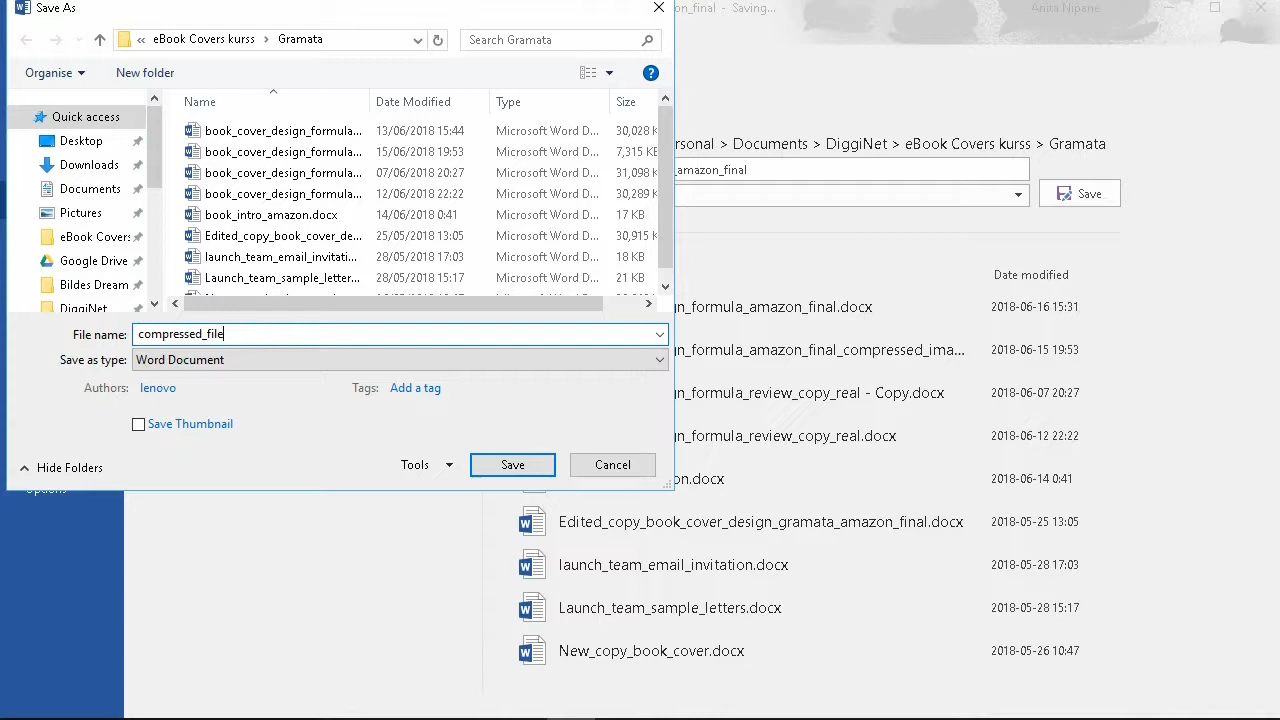 Save As
on_final - Saving...
Anita Nipane
« eBook Covers kurss > Gramata
Search Gramata
Organise
New folder
?
Name
Date Modified
Type
Size
Quick access
Desktop
Downloads
Documents
Pictures
eBook Covers
Google Drive
Bildes Dream
DiggiNet
book_cover_design_formula... 13/06/2018 15:44 Microsoft Word D... 30,028 K
book_cover_design_formula... 15/06/2018 19:53 Microsoft Word D... 7,315 KB
book_cover_design_formula... 07/06/2018 20:27 Microsoft Word D... 31,098 K
book_cover_design_formula... 12/06/2018 22:22 Microsoft Word D... 30,289 K
book_intro_amazon.docx 14/06/2018 0:41 Microsoft Word D... 17 KB
Edited_copy_book_cover_de... 25/05/2018 13:05 Microsoft Word D... 30,915 K
launch_team_email_invitati... 28/05/2018 17:03 Microsoft Word D... 18 KB
Launch_team_sample_letter... 28/05/2018 15:17 Microsoft Word D... 21 KB
File name: compressed_file
Save as type: Word Document
Authors: lenovo
Tags: Add a tag
Save Thumbnail
Hide Folders
Tools
Save
Cancel
Options
rsonal > Documents > DiggiNet > eBook Covers kurss > Gramata
_amazon_final
Save
Date modified
gn_formula_amazon_final.docx 2018-06-16 15:31
gn_formula_amazon_final_compressed_ima... 2018-06-15 19:53
gn_formula_review_copy_real - Copy.docx 2018-06-07 20:27
gn_formula_review_copy_real.docx 2018-06-12 22:22
on.docx 2018-06-14 0:41
Edited_copy_book_cover_design_gramata_amazon_final.docx 2018-05-25 13:05
launch_team_email_invitation.docx 2018-05-28 17:03
Launch_team_sample_letters.docx 2018-05-28 15:17
New_copy_book_cover.docx 2018-05-26 10:47